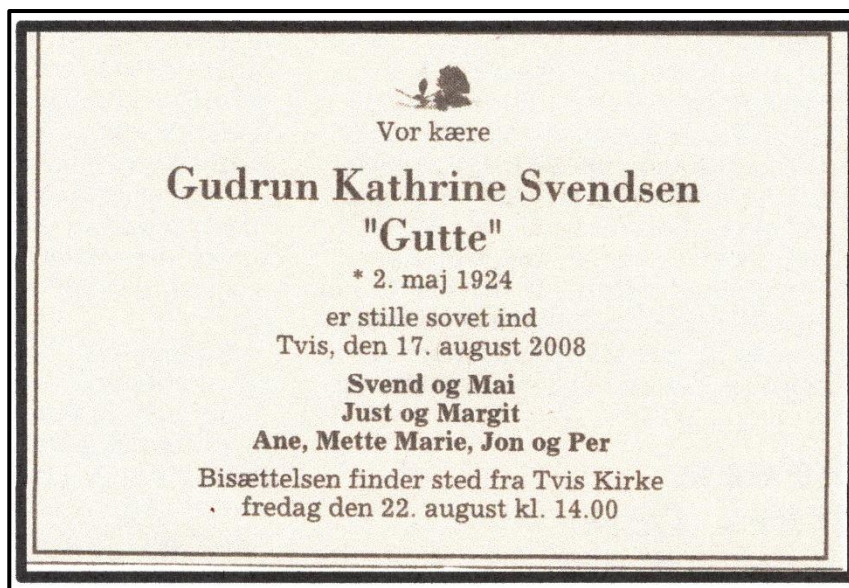 Vor kære
Gudrun Kathrine Svendsen
"Gutte"
* 2. maj 1924
er stille sovet ind
Tvis, den 17. august 2008
Svend og Mai
Just og Margit
Ane, Mette Marie, Jon og Per
Bisættelsen finder sted fra Tvis Kirke
fredag den 22. august kl. 14.00